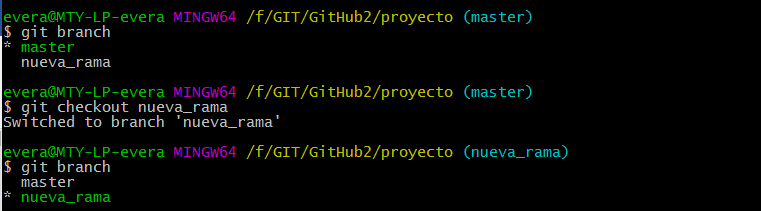 evera@MTY-LP-evera MINGW64 /f/GIT/GitHub2/proyecto (master)
$ git branch
* master
  nueva_rama
evera@MTY-LP-evera MINGW64 /f/GIT/GitHub2/proyecto (master)
$ git checkout nueva_rama
Switched to branch 'nueva_rama'
evera@MTY-LP-evera MINGW64 /f/GIT/GitHub2/proyecto (nueva_rama)
$ git branch
  master
* nueva_rama